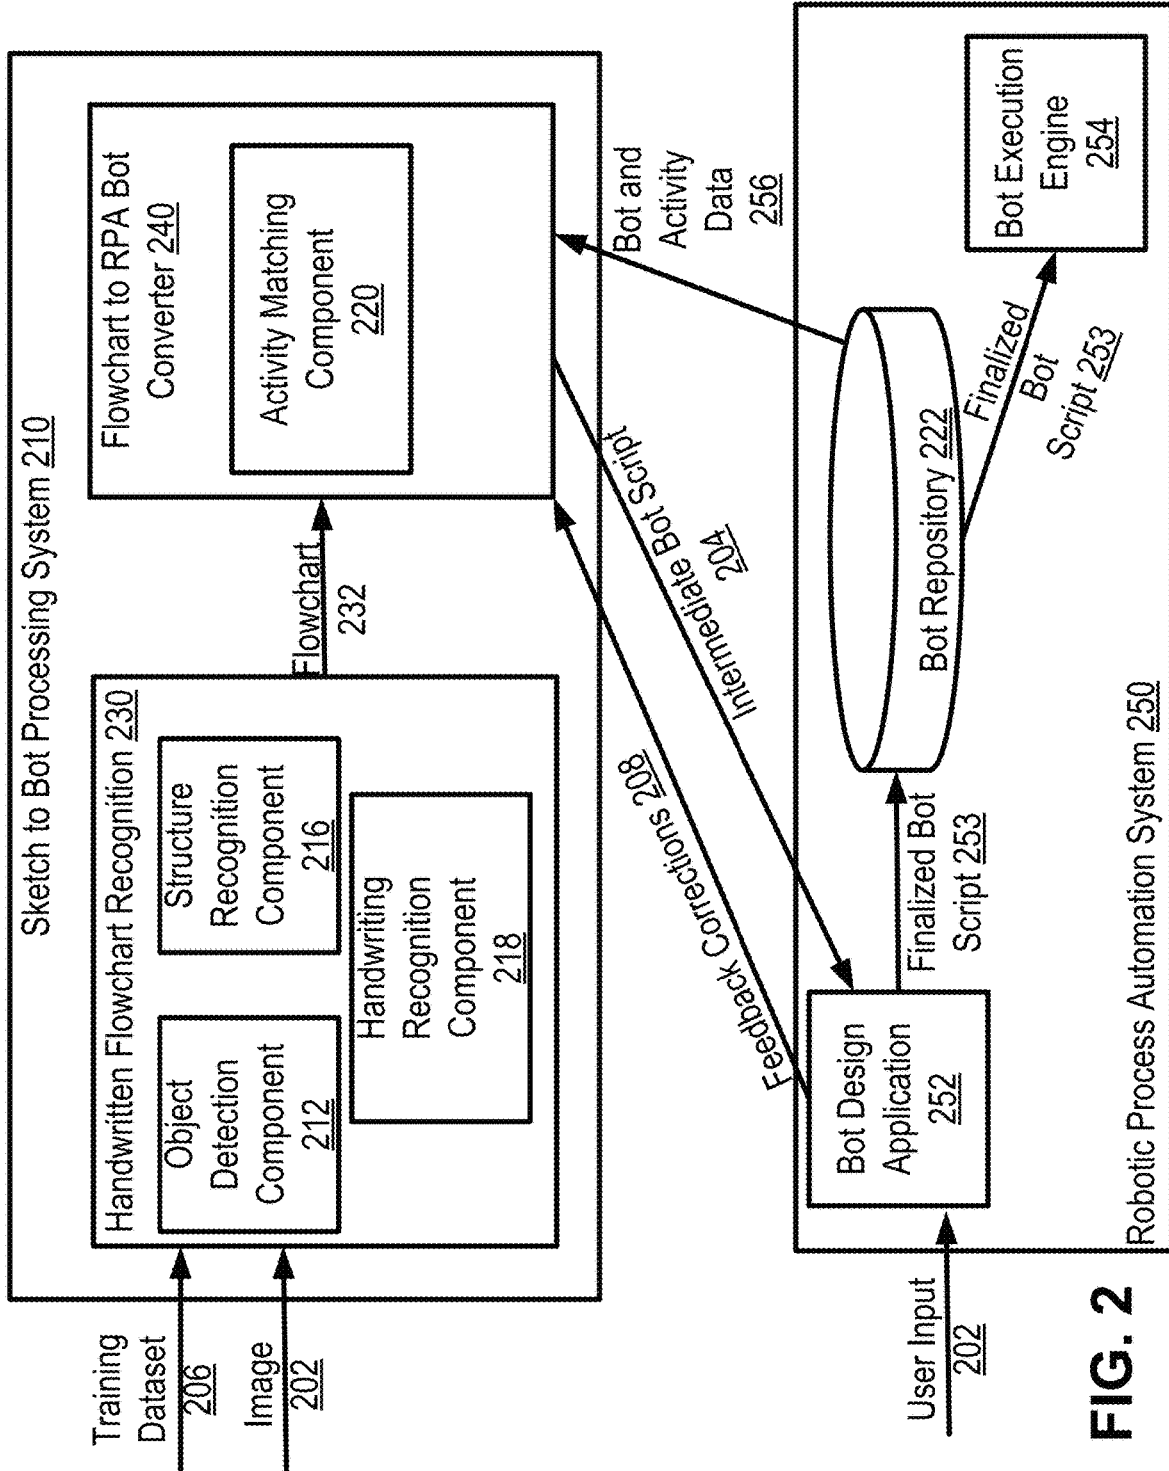 Sketch to Bot Processing System 210
Training
Dataset
206
Image
202
Handwritten Flowchart Recognition 230
Object
Detection
Component
212
Structure
Recognition
Component
216
Handwriting
Recognition
Component
218
Flowchart
232
Flowchart to RPA Bot
Converter 240
Activity Matching
Component
220
Feedback Corrections 208
Intermediate Bot Script
204
Bot and
Activity
Data
256
User Input
202
Bot Design
Application
252
Finalized Bot
Script 253
Bot Repository 222
Finalized
Bot
Script 253
Bot Execution
Engine
254
Robotic Process Automation System 250
FIG. 2